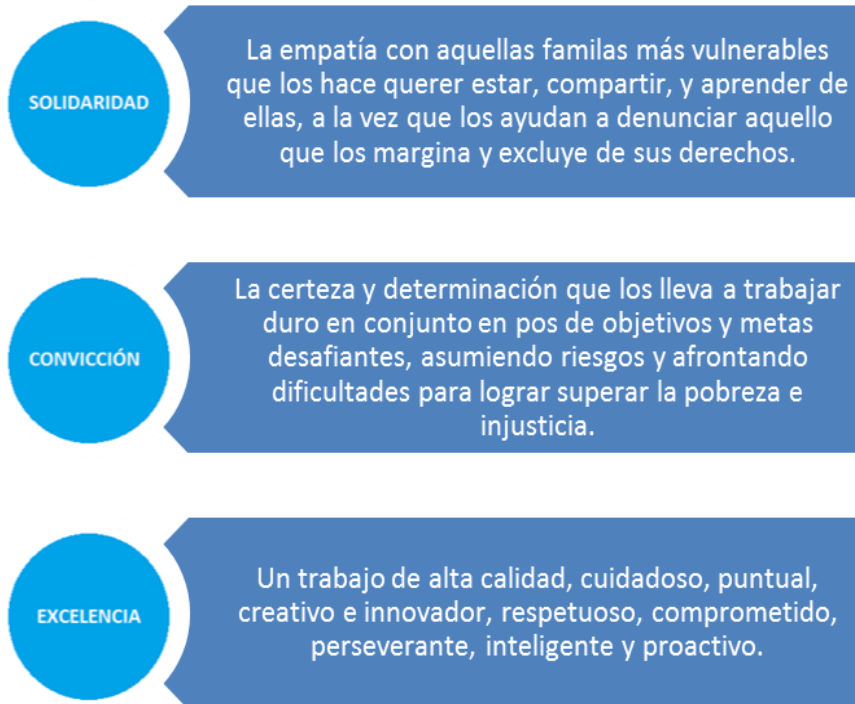 SOLIDARIDAD
La empatía con aquellas familas más vulnerables
que los hace querer estar, compartir, y aprender de
ellas, a la vez que los ayudan a denunciar aquello
que los margina y excluye de sus derechos.
CONVICCIÓN
La certeza y determinación que los lleva a trabajar
duro en conjunto en pos de objetivos y metas
desafiantes, asumiendo riesgos y afrontando
dificultades para lograr superar la pobreza e
injusticia.
EXCELENCIA
Un trabajo de alta calidad, cuidadoso, puntual,
creativo e innovador, respetuoso, comprometido,
perseverante, inteligente y proactivo.